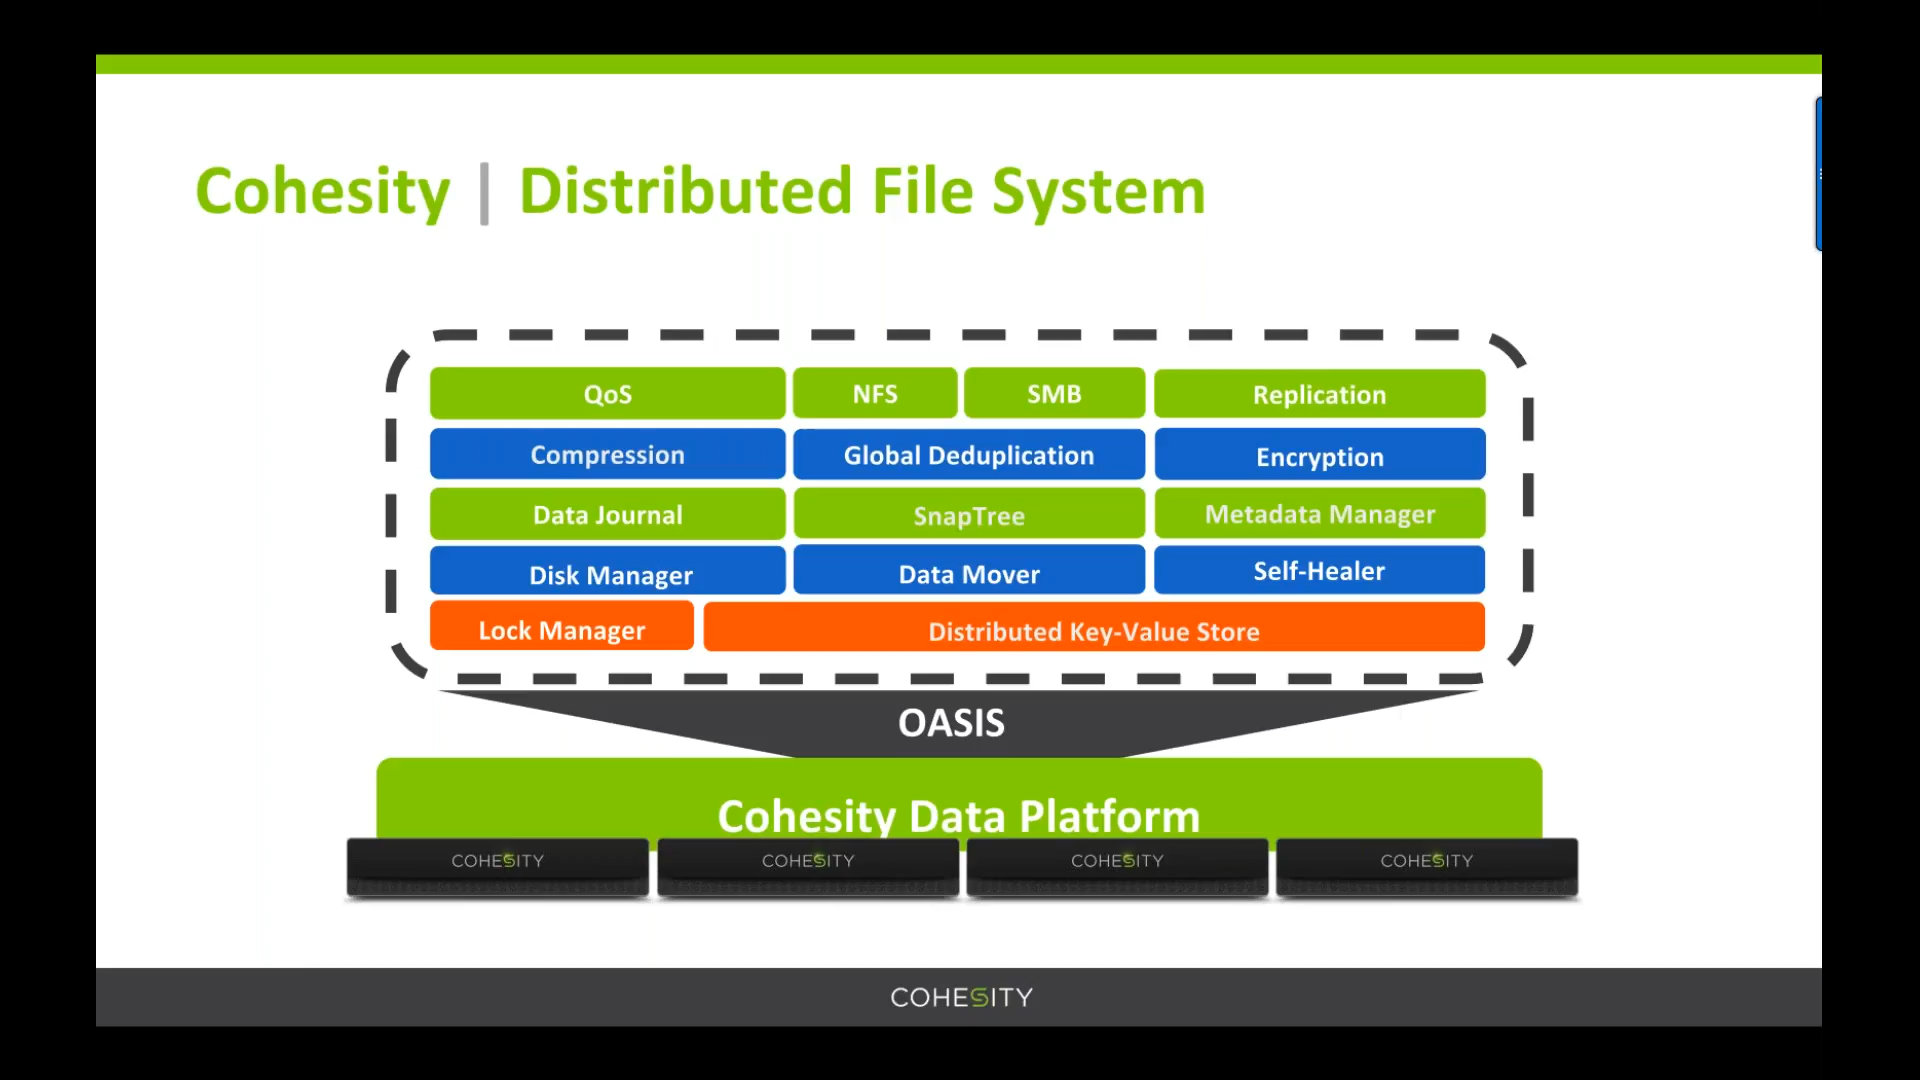 Cohesity | Distributed File System
QoS NFS SMB Replication
Compression Global Deduplication Encryption
Data Journal SnapTree Metadata Manager
Disk Manager Data Mover Self-Healer
Lock Manager Distributed Key-Value Store
OASIS
Cohesity Data Platform
COHESITY COHESITY COHESITY COHESITY
COHESITY